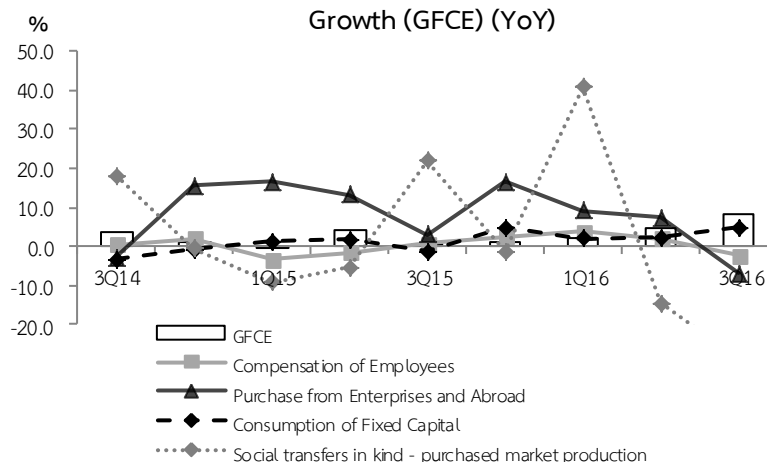 Growth (GFCE) (YoY)
%
50.0
40.0
30.0
20.0
10.0
0.0
-10.0
-20.0
3Q14
1Q15
3Q15
1Q16
3Q16
GFCE
Compensation of Employees
Purchase from Enterprises and Abroad
Consumption of Fixed Capital
Social transfers in kind - purchased market production